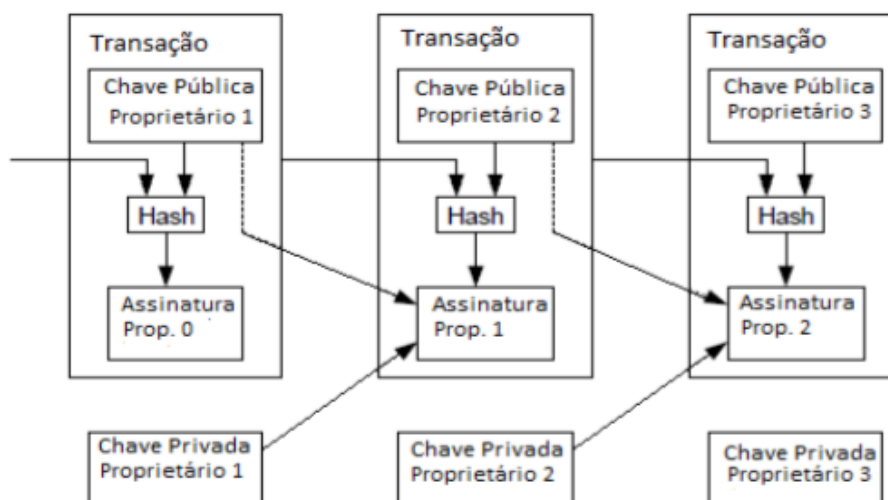 Transação
Chave Pública
Proprietário 1
Hash
Assinatura
Prop. 0
Chave Privada
Proprietário 1
Transação
Chave Pública
Proprietário 2
Hash
Assinatura
Prop. 1
Chave Privada
Proprietário 2
Transação
Chave Pública
Proprietário 3
Hash
Assinatura
Prop. 2
Chave Privada
Proprietário 3